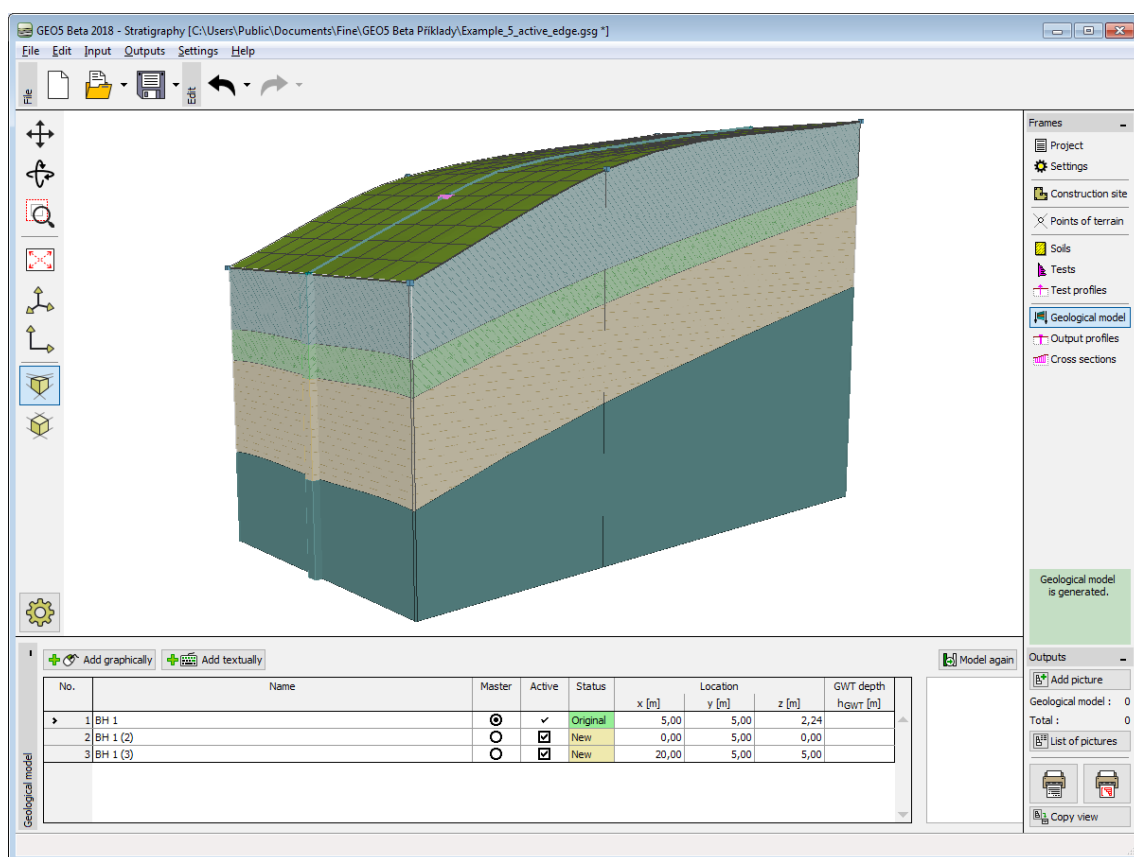 GEO5 Beta 2018 - Stratigraphy [C:\Users\Public\Documents\Fine\GEO5 Beta Příklady\Example_5_active_edge.gsg *]
File Edit Input Outputs Settings Help
File
Edit
Frames
Project
Settings
Construction site
Points of terrain
Soils
Tests
Test profiles
Geological model
Output profiles
Cross sections
Geological model
is generated.
Add graphically Add textually Model again
No. Name Master Active Status Location GWT depth
x [m] y [m] z [m] hGWT [m]
1 BH 1 Original 5,00 5,00 2,24
2 BH 1 (2) New 0,00 5,00 0,00
3 BH 1 (3) New 20,00 5,00 5,00
Geological model
Outputs
Add picture
Geological model : 0
Total : 0
List of pictures
Copy view